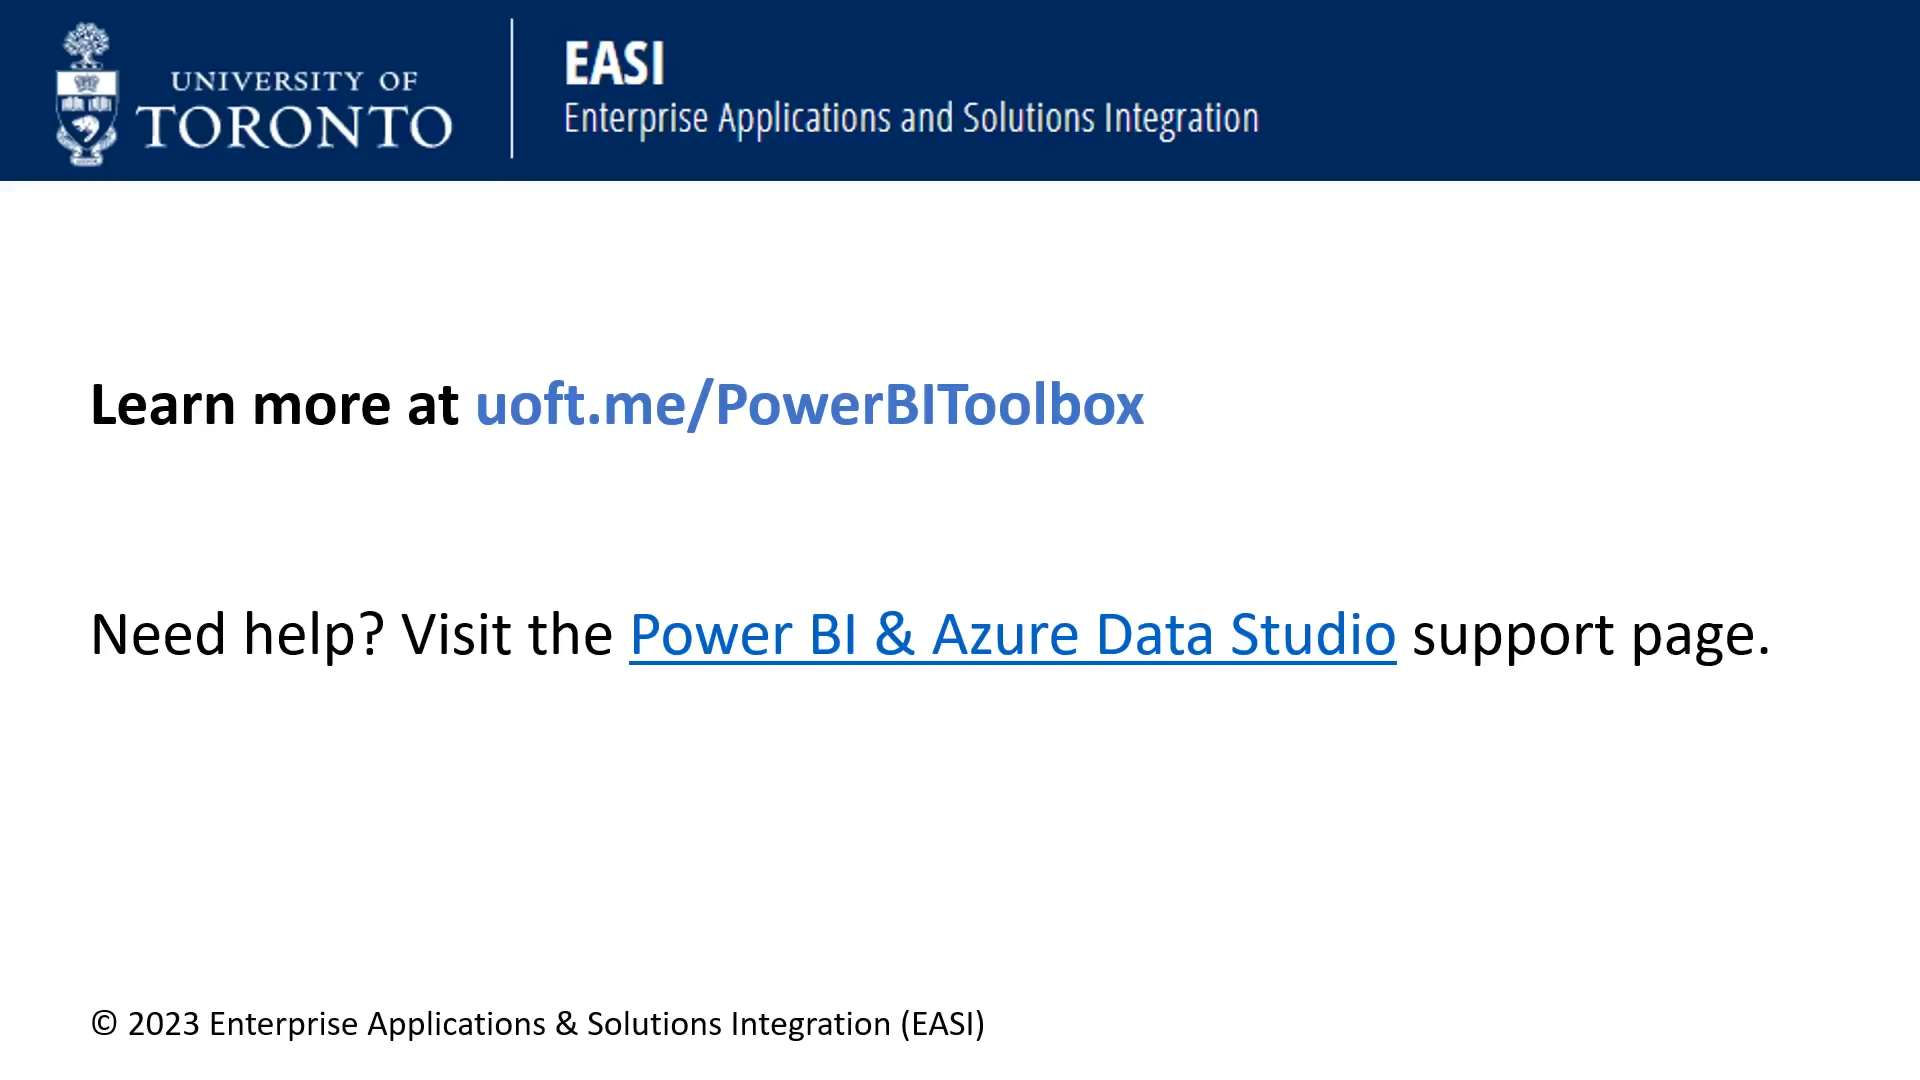 UNIVERSITY OF
TORONTO
EASI
Enterprise Applications and Solutions Integration
Learn more at uoft.me/PowerBIToolbox
Need help? Visit the Power BI & Azure Data Studio support page.
© 2023 Enterprise Applications & Solutions Integration (EASI)